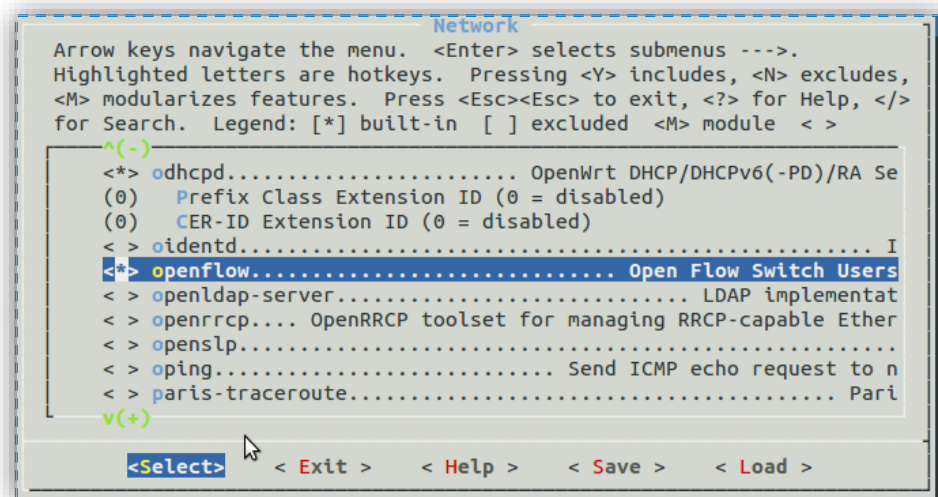 Network
Arrow keys navigate the menu.  <Enter> selects submenus --->.
Highlighted letters are hotkeys.  Pressing <Y> includes, <N> excludes,
<M> modularizes features.  Press <Esc><Esc> to exit, <?> for Help, </>
for Search.  Legend: [*] built-in  [ ] excluded  <M> module  < >
^(-)
<*> odhcpd........................ OpenWrt DHCP/DHCPv6(-PD)/RA Se
(0)   Prefix Class Extension ID (0 = disabled)
(0)   CER-ID Extension ID (0 = disabled)
< > oidentd.................................................... I
<*> openflow.............................. Open Flow Switch Users
< > openldap-server............................. LDAP implementat
< > openrrcp.... OpenRRCP toolset for managing RRCP-capable Ether
< > openslp......................................................
< > oping............................ Send ICMP echo request to n
< > paris-traceroute......................................... Pari
v(+)
<Select>    < Exit >    < Help >    < Save >    < Load >